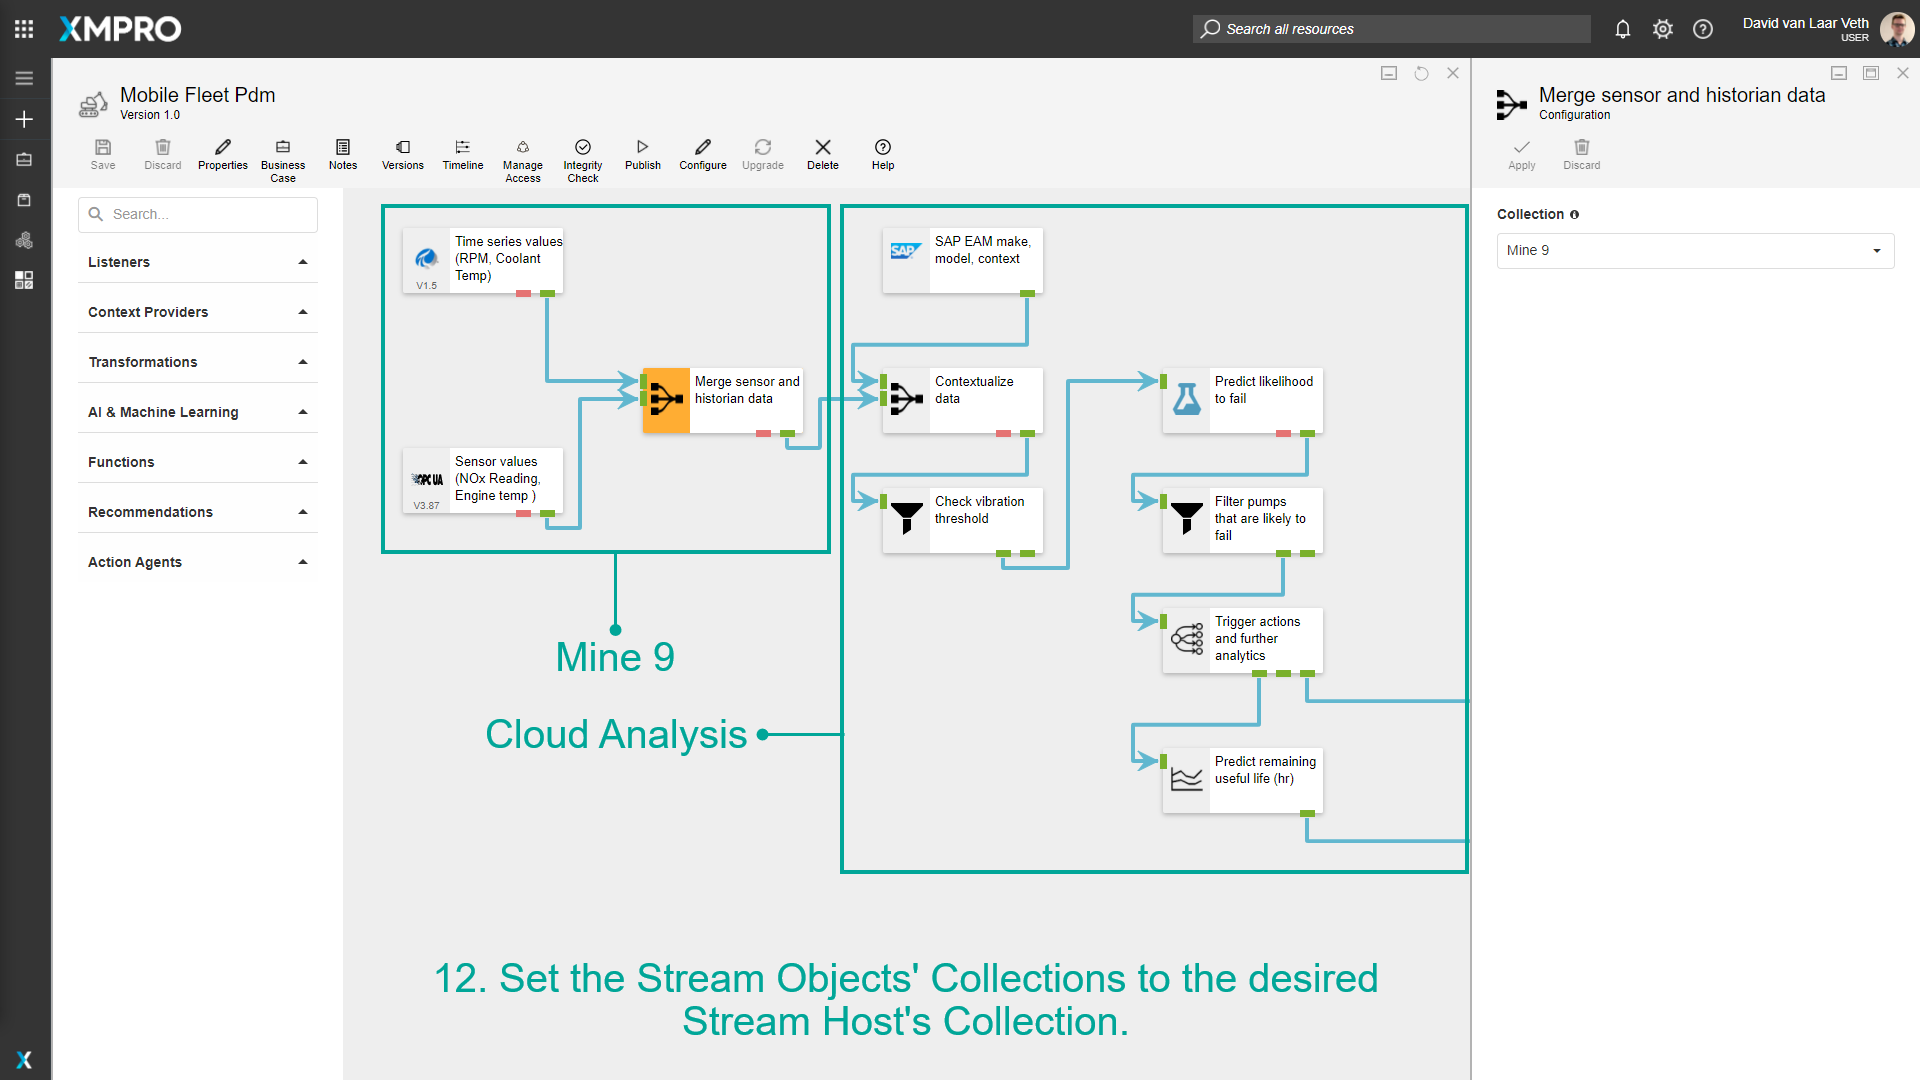 XMPRO
Search all resources
David van Laar Veth
USER
Mobile Fleet Pdm
Version 1.0
Save
Discard
Properties
Business
Case
Notes
Versions
Timeline
Manage
Access
Integrity
Check
Publish
Configure
Upgrade
Delete
Help
Merge sensor and historian data
Configuration
Apply
Discard
Collection
Mine 9
Search...
Listeners
Context Providers
Transformations
AI & Machine Learning
Functions
Recommendations
Action Agents
Time series values
(RPM, Coolant
Temp)
V1.5
Sensor values
(NOx Reading,
Engine temp )
OPC UA
V3.87
Merge sensor and
historian data
SAP
SAP EAM make,
model, context
Contextualize
data
Check vibration
threshold
Predict likelihood
to fail
Filter pumps
that are likely to
fail
Trigger actions
and further
analytics
Predict remaining
useful life (hr)
Mine 9
Cloud Analysis
12. Set the Stream Objects' Collections to the desired
Stream Host's Collection.